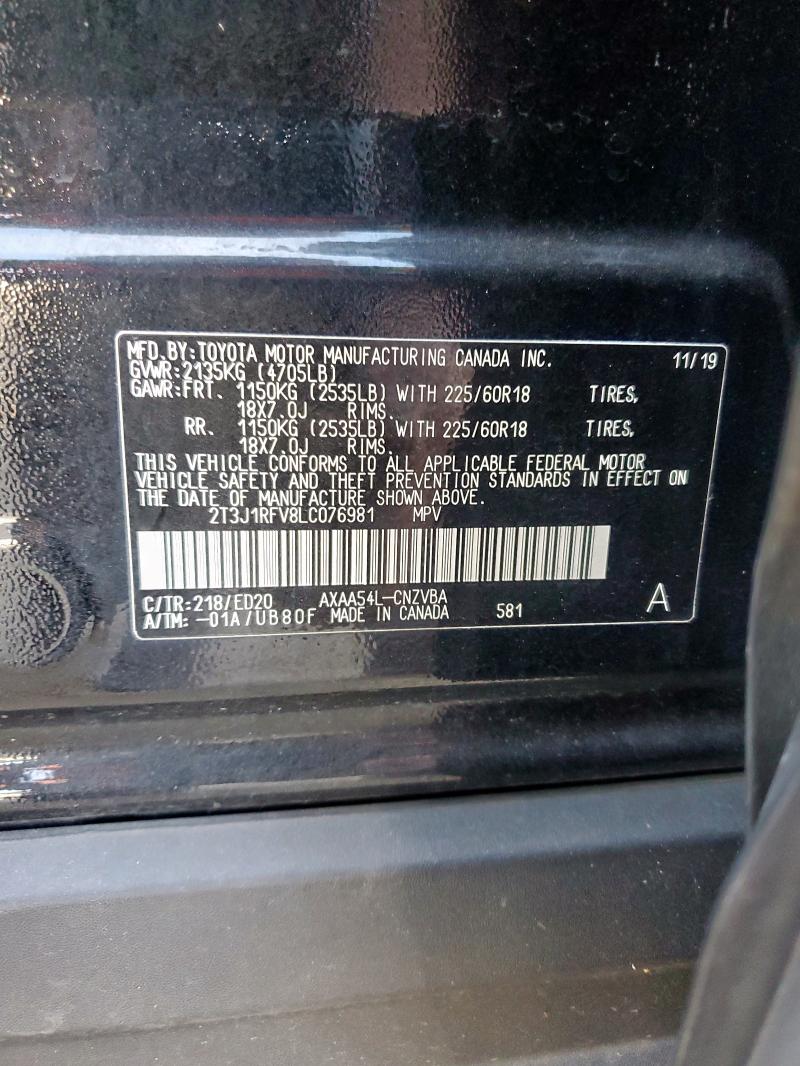 MFD.BY:TOYOTA MOTOR MANUFACTURING CANADA INC. 11/19
GVWR:2135KG (4705LB)
GAWR:FRT. 1150KG (2535LB) WITH 225/60R18 TIRES,
18X7.0J RIMS.
RR. 1150KG (2535LB) WITH 225/60R18 TIRES,
18X7.0J RIMS.
THIS VEHICLE CONFORMS TO ALL APPLICABLE FEDERAL MOTOR
VEHICLE SAFETY AND THEFT PREVENTION STANDARDS IN EFFECT ON
THE DATE OF MANUFACTURE SHOWN ABOVE.
2T3J1RFV8LC076981 MPV
C/TR:218/ED20 AXAA54L-CNZVBA
A/TM: -01A/UB80F MADE IN CANADA 581 A